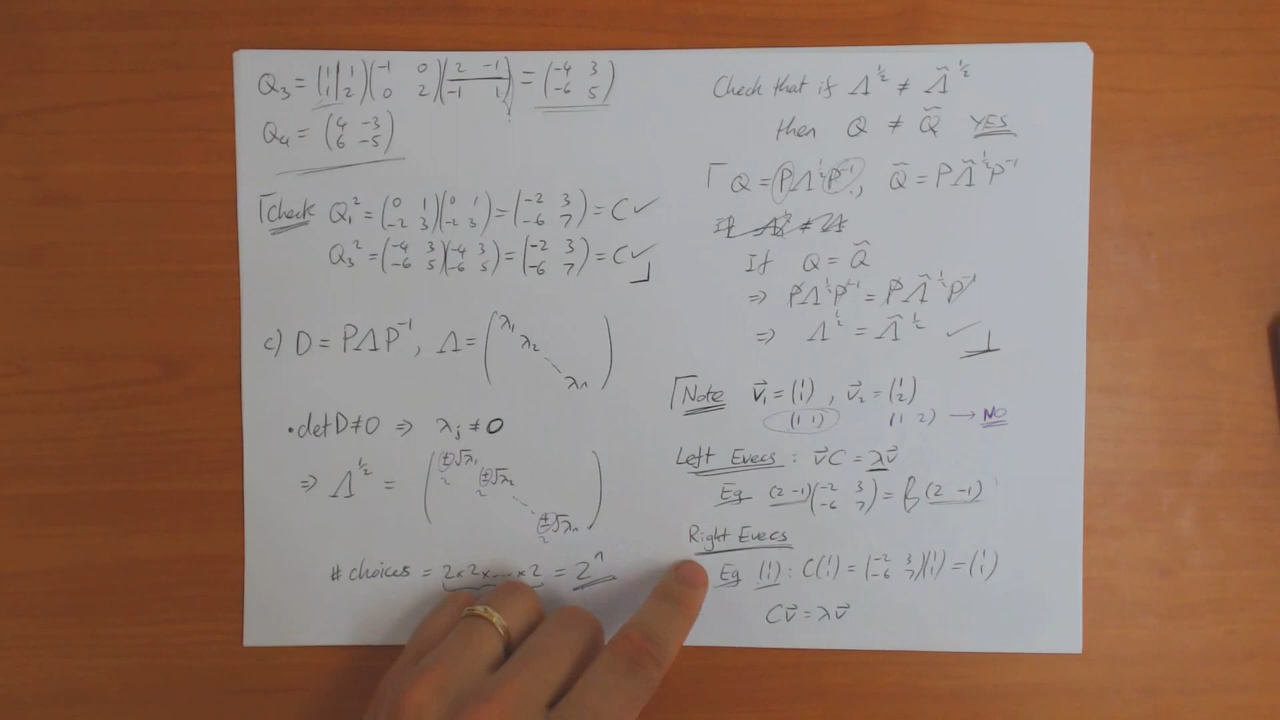 Q₃ = (1 1; 1 2)(-1 0; 0 2)(2 -1; -1 1) = (-4 3; -6 5)
Q₄ = (4 -3; 6 -5)
Check Q₁² = (0 1; -2 3)(0 1; -2 3) = (-2 3; -6 7) = C ✓
Q₃² = (-4 3; -6 5)(-4 3; -6 5) = (-2 3; -6 7) = C ✓
c) D = PΛP⁻¹, Λ = (λ₁ λ₂ ⋱ λₙ)
• det D ≠ 0 ⇒ λⱼ ≠ 0
⇒ Λ^½ = (±√λ₁ ±√λ₂ ⋱ ±√λₙ)
2 2 2
# choices = 2×2×...×2 = 2ⁿ
Check that if Λ^½ ≠ Λ̃^½
then Q ≠ Q̃ YES
Q = PΛ^½P⁻¹, Q̃ = PΛ̃^½P⁻¹
If Q = Q̃
⇒ PΛ^½P⁻¹ = PΛ̃^½P⁻¹
⇒ Λ^½ = Λ̃^½ ✓
Note v⃗₁ = (1; 1), v⃗₂ = (1; 2)
(1 1) (1 2) → NO
Left Evecs: v⃗C = λv⃗
Eg (2 -1)(-2 3; -6 7) = (2 -1)
Right Evecs
Eg (1; 1): C(1; 1) = (-2 3; -6 7)(1; 1) = (1; 1)
Cv⃗ = λv⃗